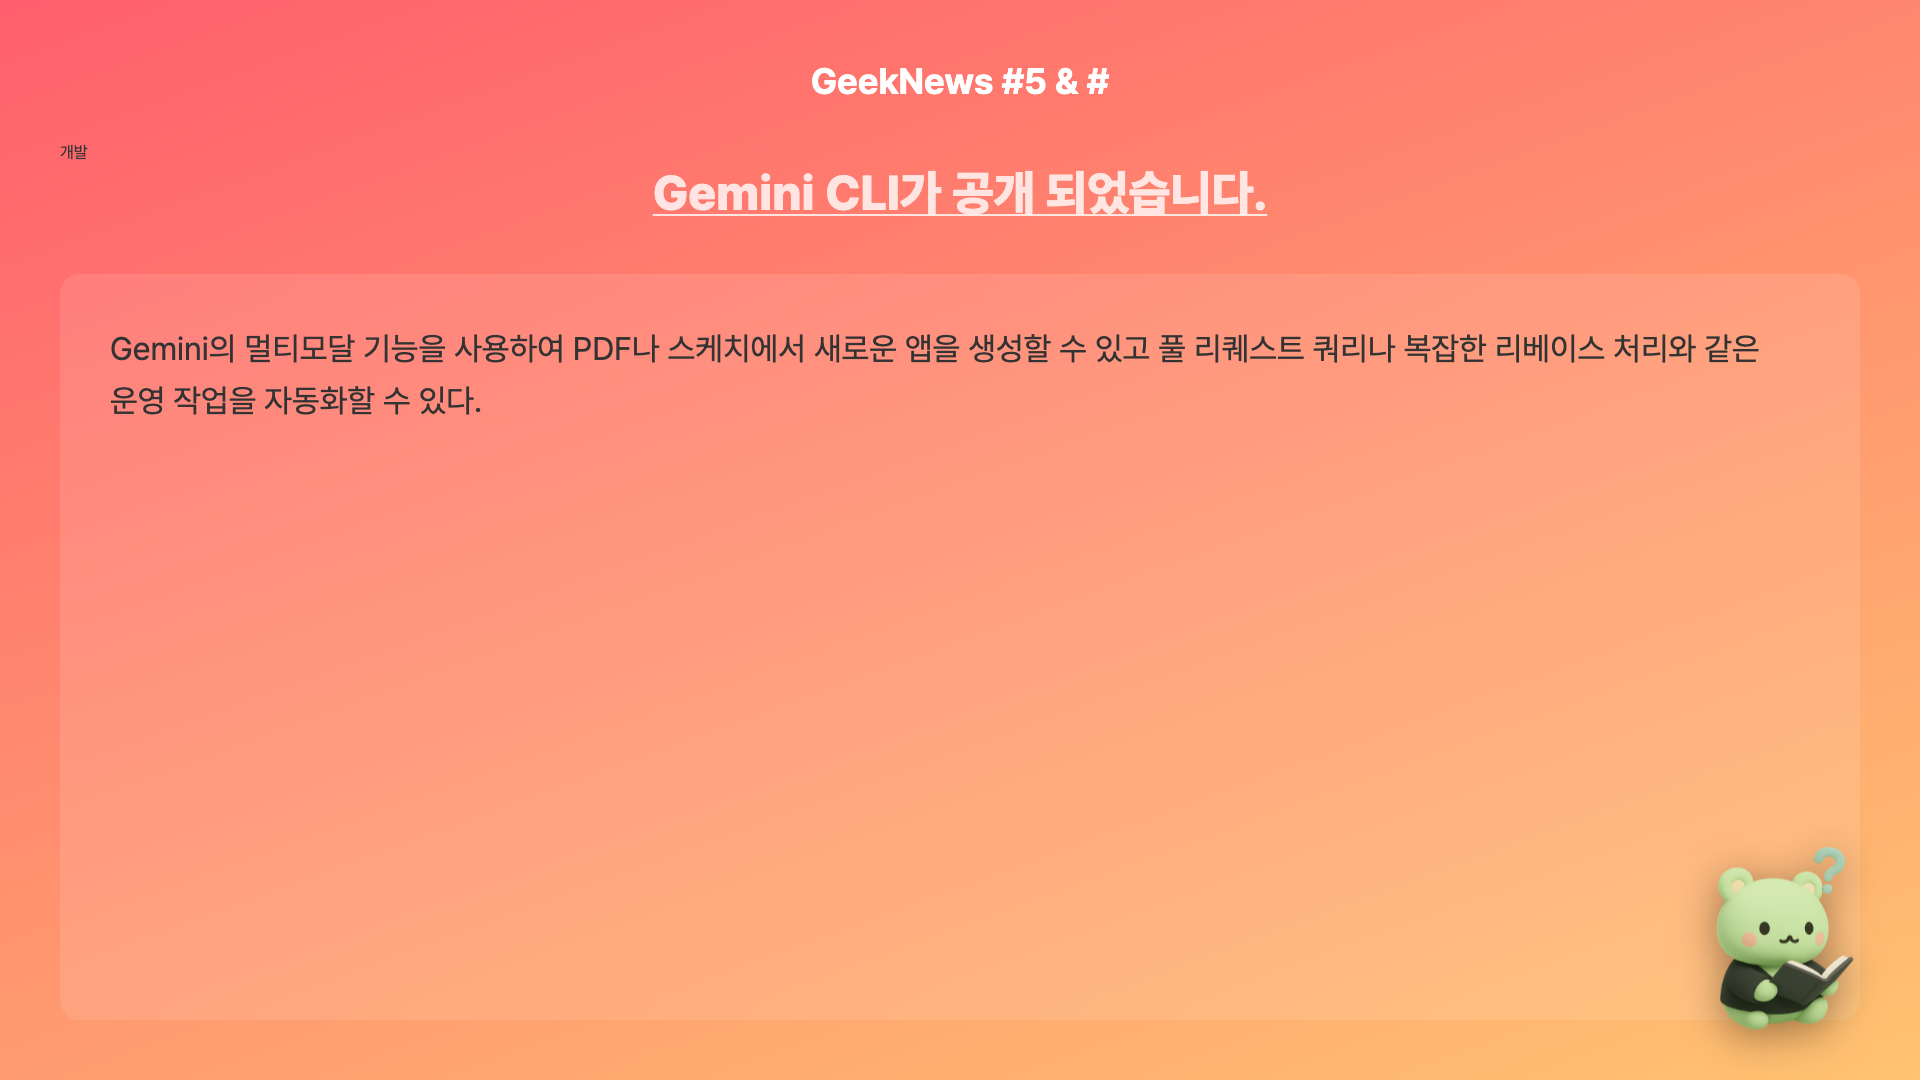 GeekNews #5 & #
개발
Gemini CLI가 공개 되었습니다.
Gemini의 멀티모달 기능을 사용하여 PDF나 스케치에서 새로운 앱을 생성할 수 있고 풀 리퀘스트 쿼리나 복잡한 리베이스 처리와 같은
운영 작업을 자동화할 수 있다.
?